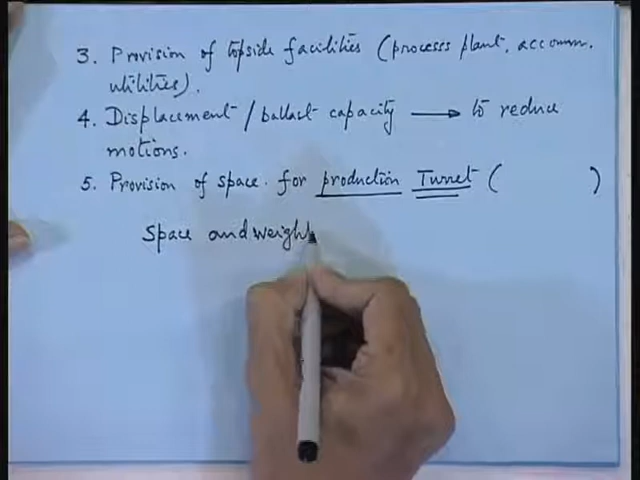 3. Provision of topside facilities (process plant, accomm.
utilities).
4. Displacement / ballast capacity → to reduce
motions.
5. Provision of space for production Turret (          )
Space and weight